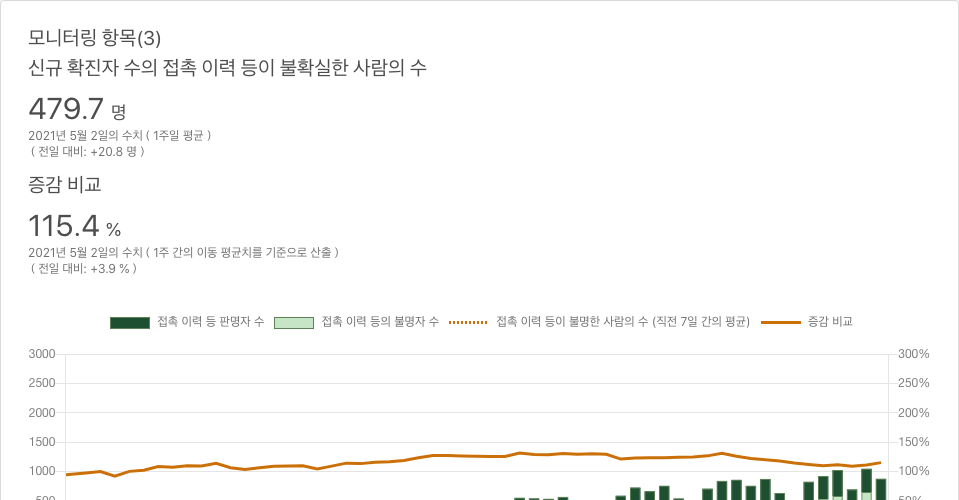 모니터링 항목(3)
신규 확진자 수의 접촉 이력 등이 불확실한 사람의 수
479.7 명
2021년 5월 2일의 수치 ( 1주일 평균 )
( 전일 대비: +20.8 명 )
증감 비교
115.4 %
2021년 5월 2일의 수치 ( 1주 간의 이동 평균치를 기준으로 산출 )
( 전일 대비: +3.9 % )
접촉 이력 등 판명자 수 접촉 이력 등의 불명자 수 접촉 이력 등이 불명한 사람의 수 (직전 7일 간의 평균) 증감 비교
3000 300%
2500 250%
2000 200%
1500 150%
1000 100%
500 50%